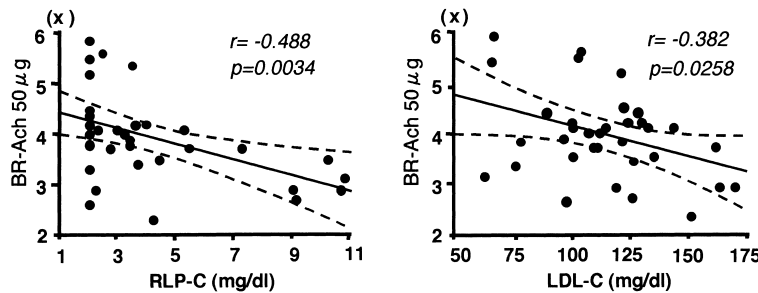 (x)
6
5
4
3
2
BR-Ach 50 μg
r= -0.488
p=0.0034
1 3 5 7 9 11
RLP-C (mg/dl)
(x)
6
5
4
3
2
BR-Ach 50 μg
r= -0.382
p=0.0258
50 75 100 125 150 175
LDL-C (mg/dl)